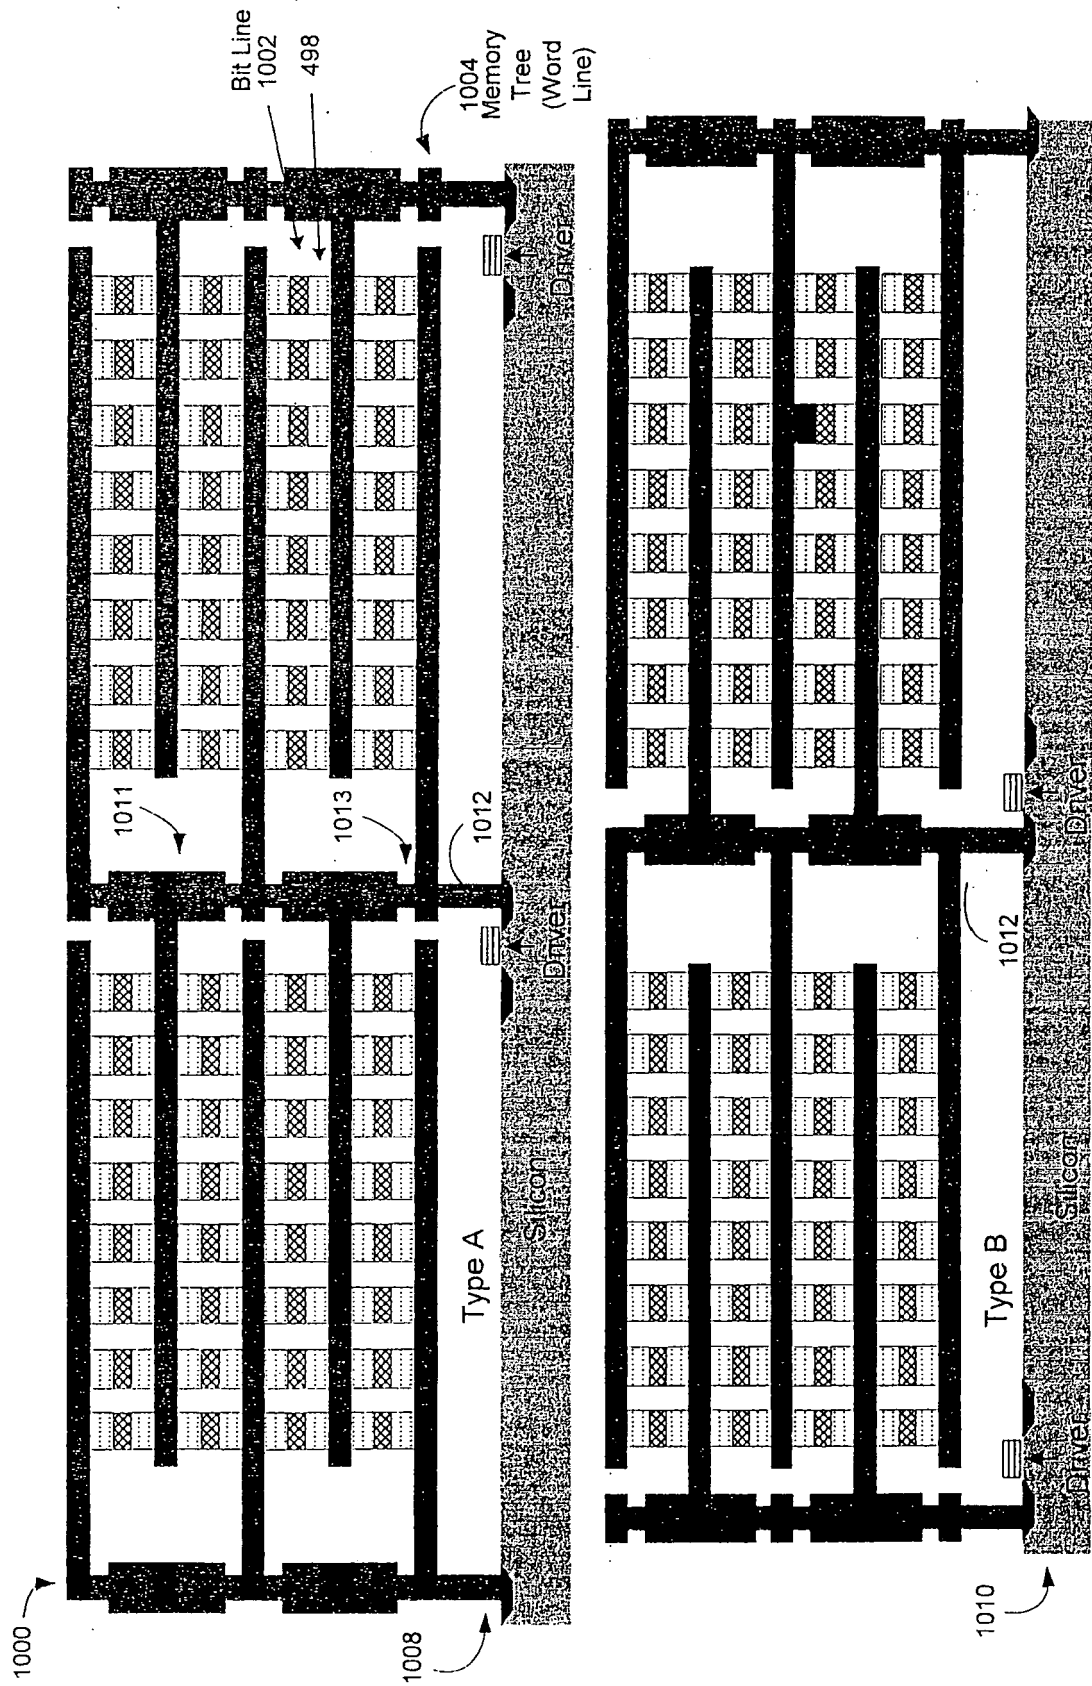 1000
1008
1011
1013
1012
Bit Line
1002
498
1004
Memory
Tree
(Word
Line)
Type A
Silicon
Driver
Driver
1010
1012
Type B
Driver
Silicon
Driver